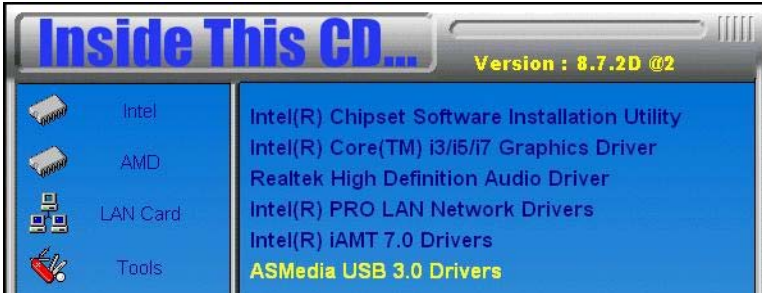 Inside This CD...
Version : 8.7.2D @2
Intel
AMD
LAN Card
Tools
Intel(R) Chipset Software Installation Utility
Intel(R) Core(TM) i3/i5/i7 Graphics Driver
Realtek High Definition Audio Driver
Intel(R) PRO LAN Network Drivers
Intel(R) iAMT 7.0 Drivers
ASMedia USB 3.0 Drivers